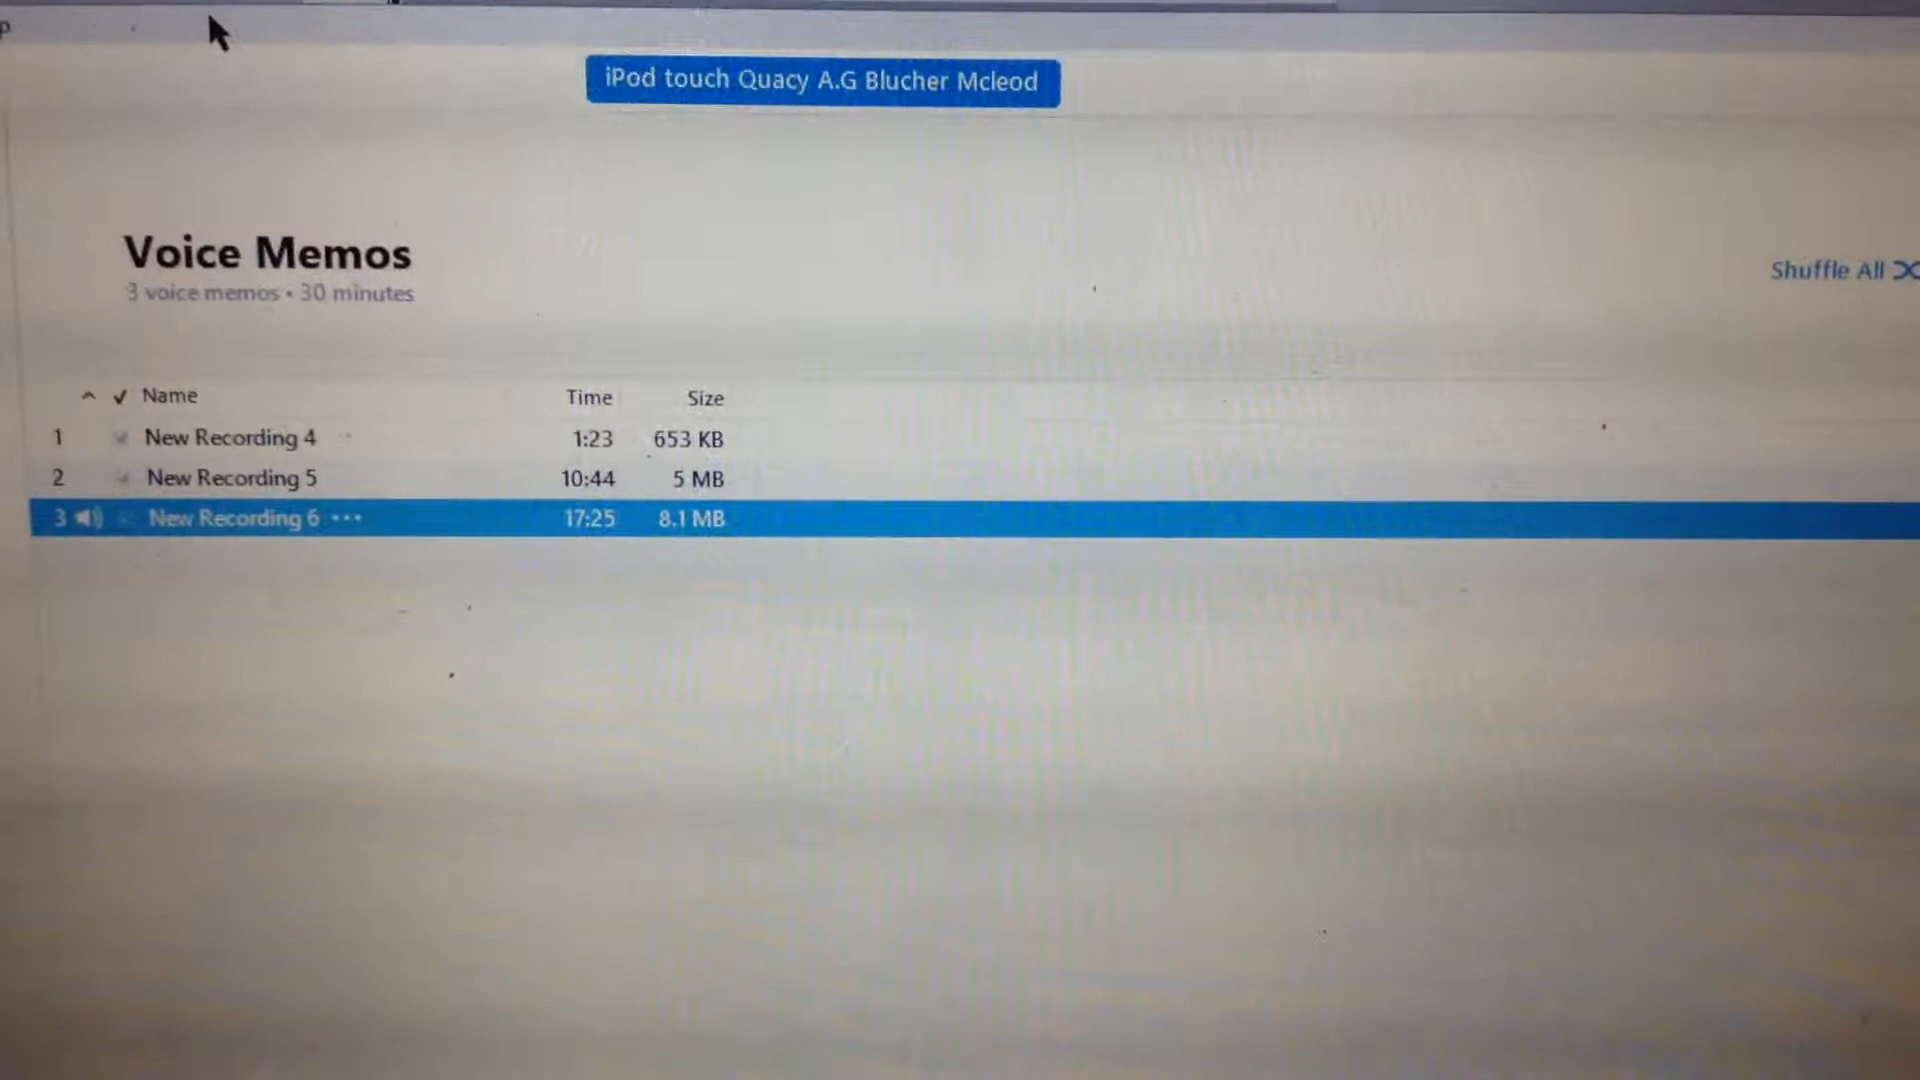 iPod touch Quacy A.G Blucher Mcleod
Voice Memos
3 voice memos • 30 minutes
Shuffle All
Name Time Size
1 New Recording 4 1:23 653 KB
2 New Recording 5 10:44 5 MB
3 New Recording 6 ••• 17:25 8.1 MB